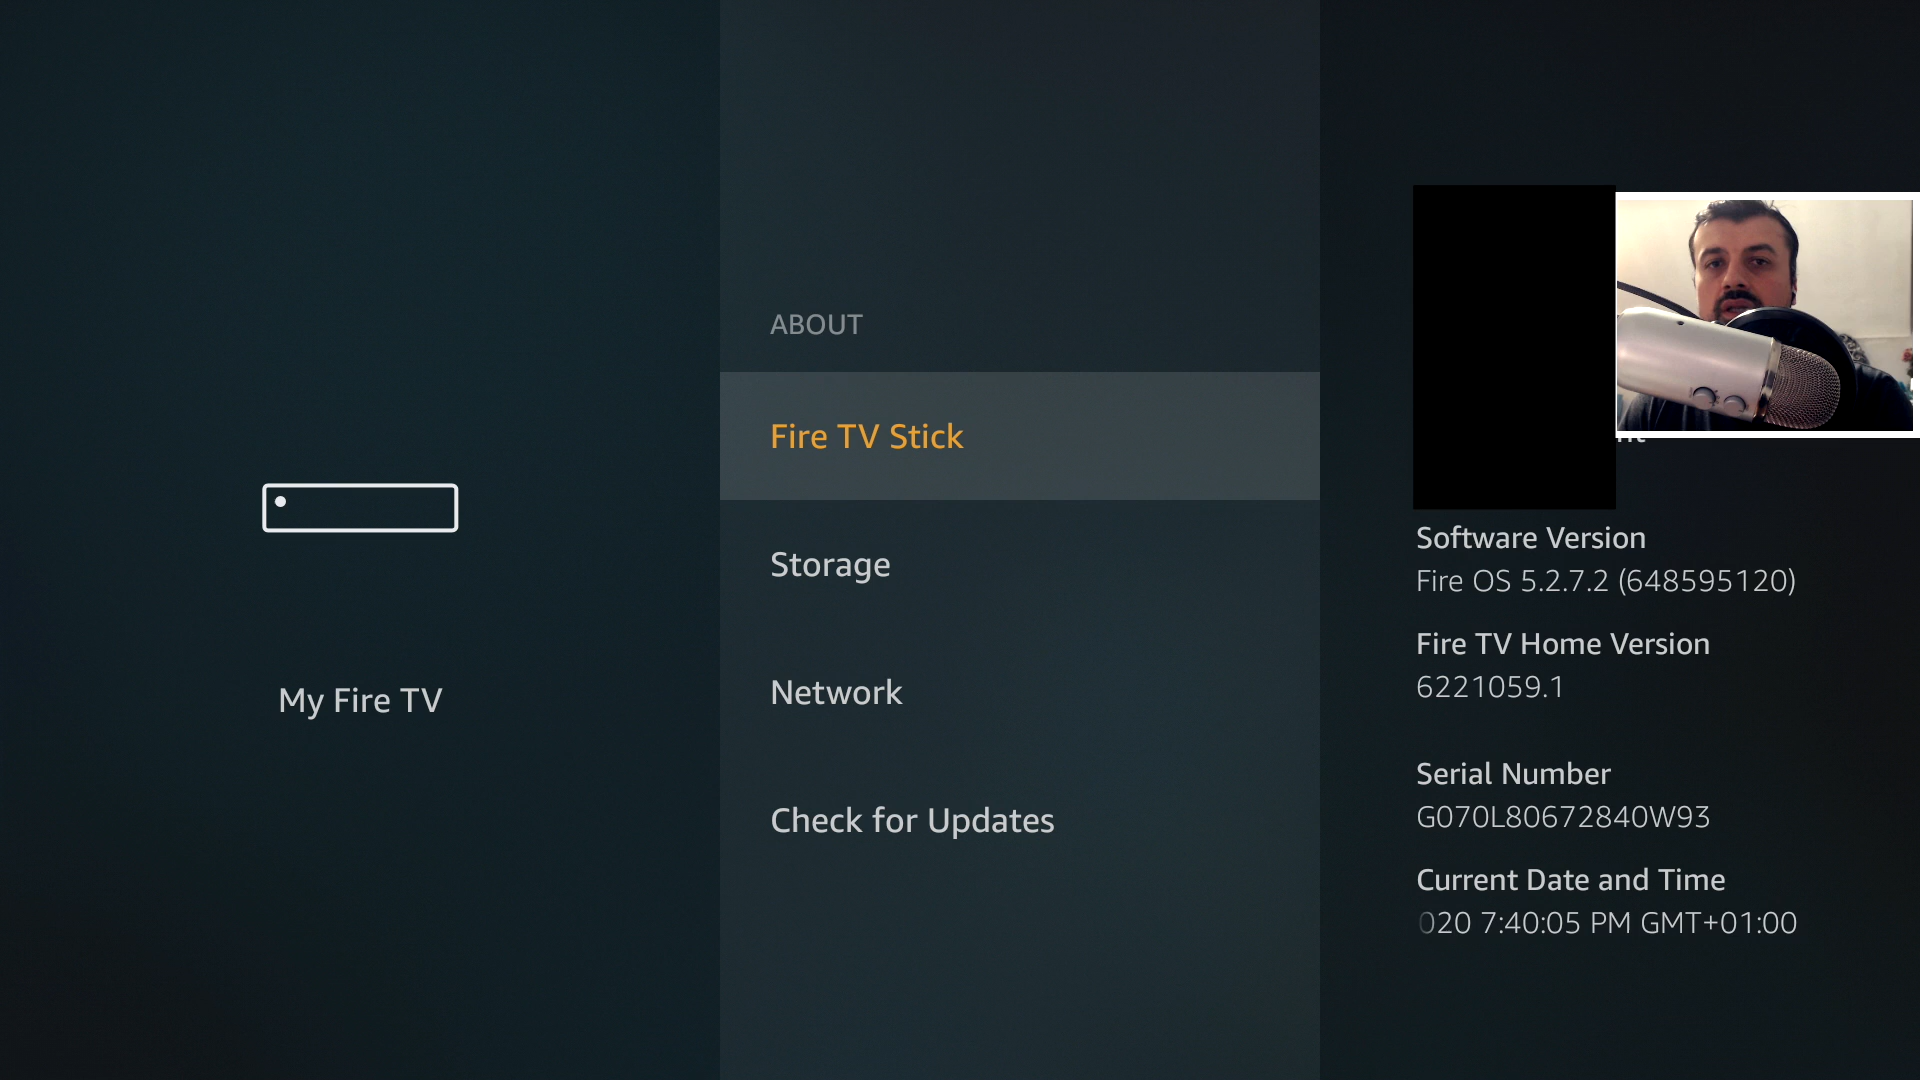 My Fire TV
ABOUT
Fire TV Stick
Storage
Network
Check for Updates
Software Version
Fire OS 5.2.7.2 (648595120)
Fire TV Home Version
6221059.1
Serial Number
G070L80672840W93
Current Date and Time
020 7:40:05 PM GMT+01:00